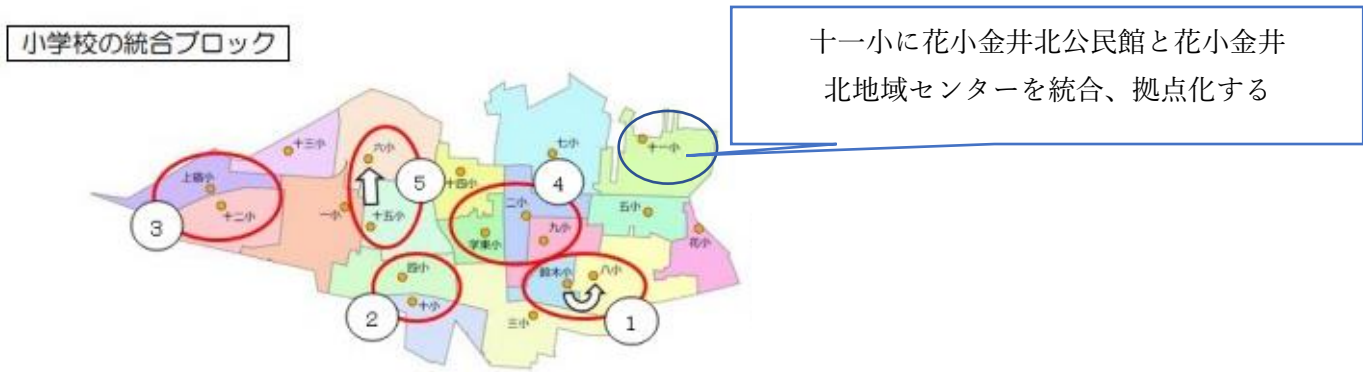 小学校の統合ブロック
十一小に花小金井北公民館と花小金井
北地域センターを統合、拠点化する
十三小
六小
七小
十一小
上宿小
十四小
5
4
十二小
一小
十五小
二小
五小
3
学東小
九小
花小
四小
鈴木小
八小
十小
2
三小
1